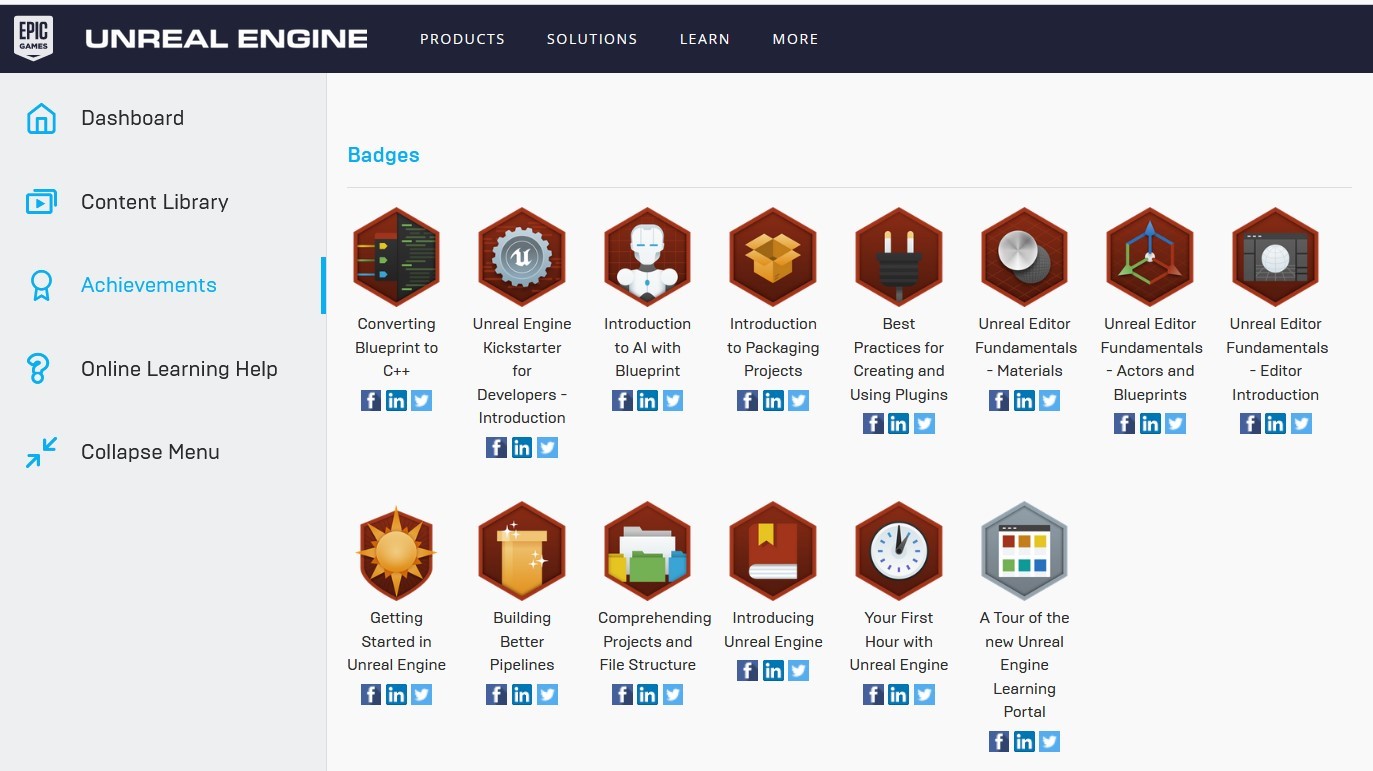 EPIC
GAMES
UNREAL ENGINE
PRODUCTS
SOLUTIONS
LEARN
MORE
Dashboard
Content Library
Achievements
Online Learning Help
Collapse Menu
Badges
Converting
Blueprint to
C++
Unreal Engine
Kickstarter
for
Developers -
Introduction
Introduction
to AI with
Blueprint
Introduction
to Packaging
Projects
Best
Practices for
Creating and
Using Plugins
Unreal Editor
Fundamentals
- Materials
Unreal Editor
Fundamentals
- Actors and
Blueprints
Unreal Editor
Fundamentals
- Editor
Introduction
Getting
Started in
Unreal Engine
Building
Better
Pipelines
Comprehending
Projects and
File Structure
Introducing
Unreal Engine
Your First
Hour with
Unreal Engine
A Tour of the
new Unreal
Engine
Learning
Portal